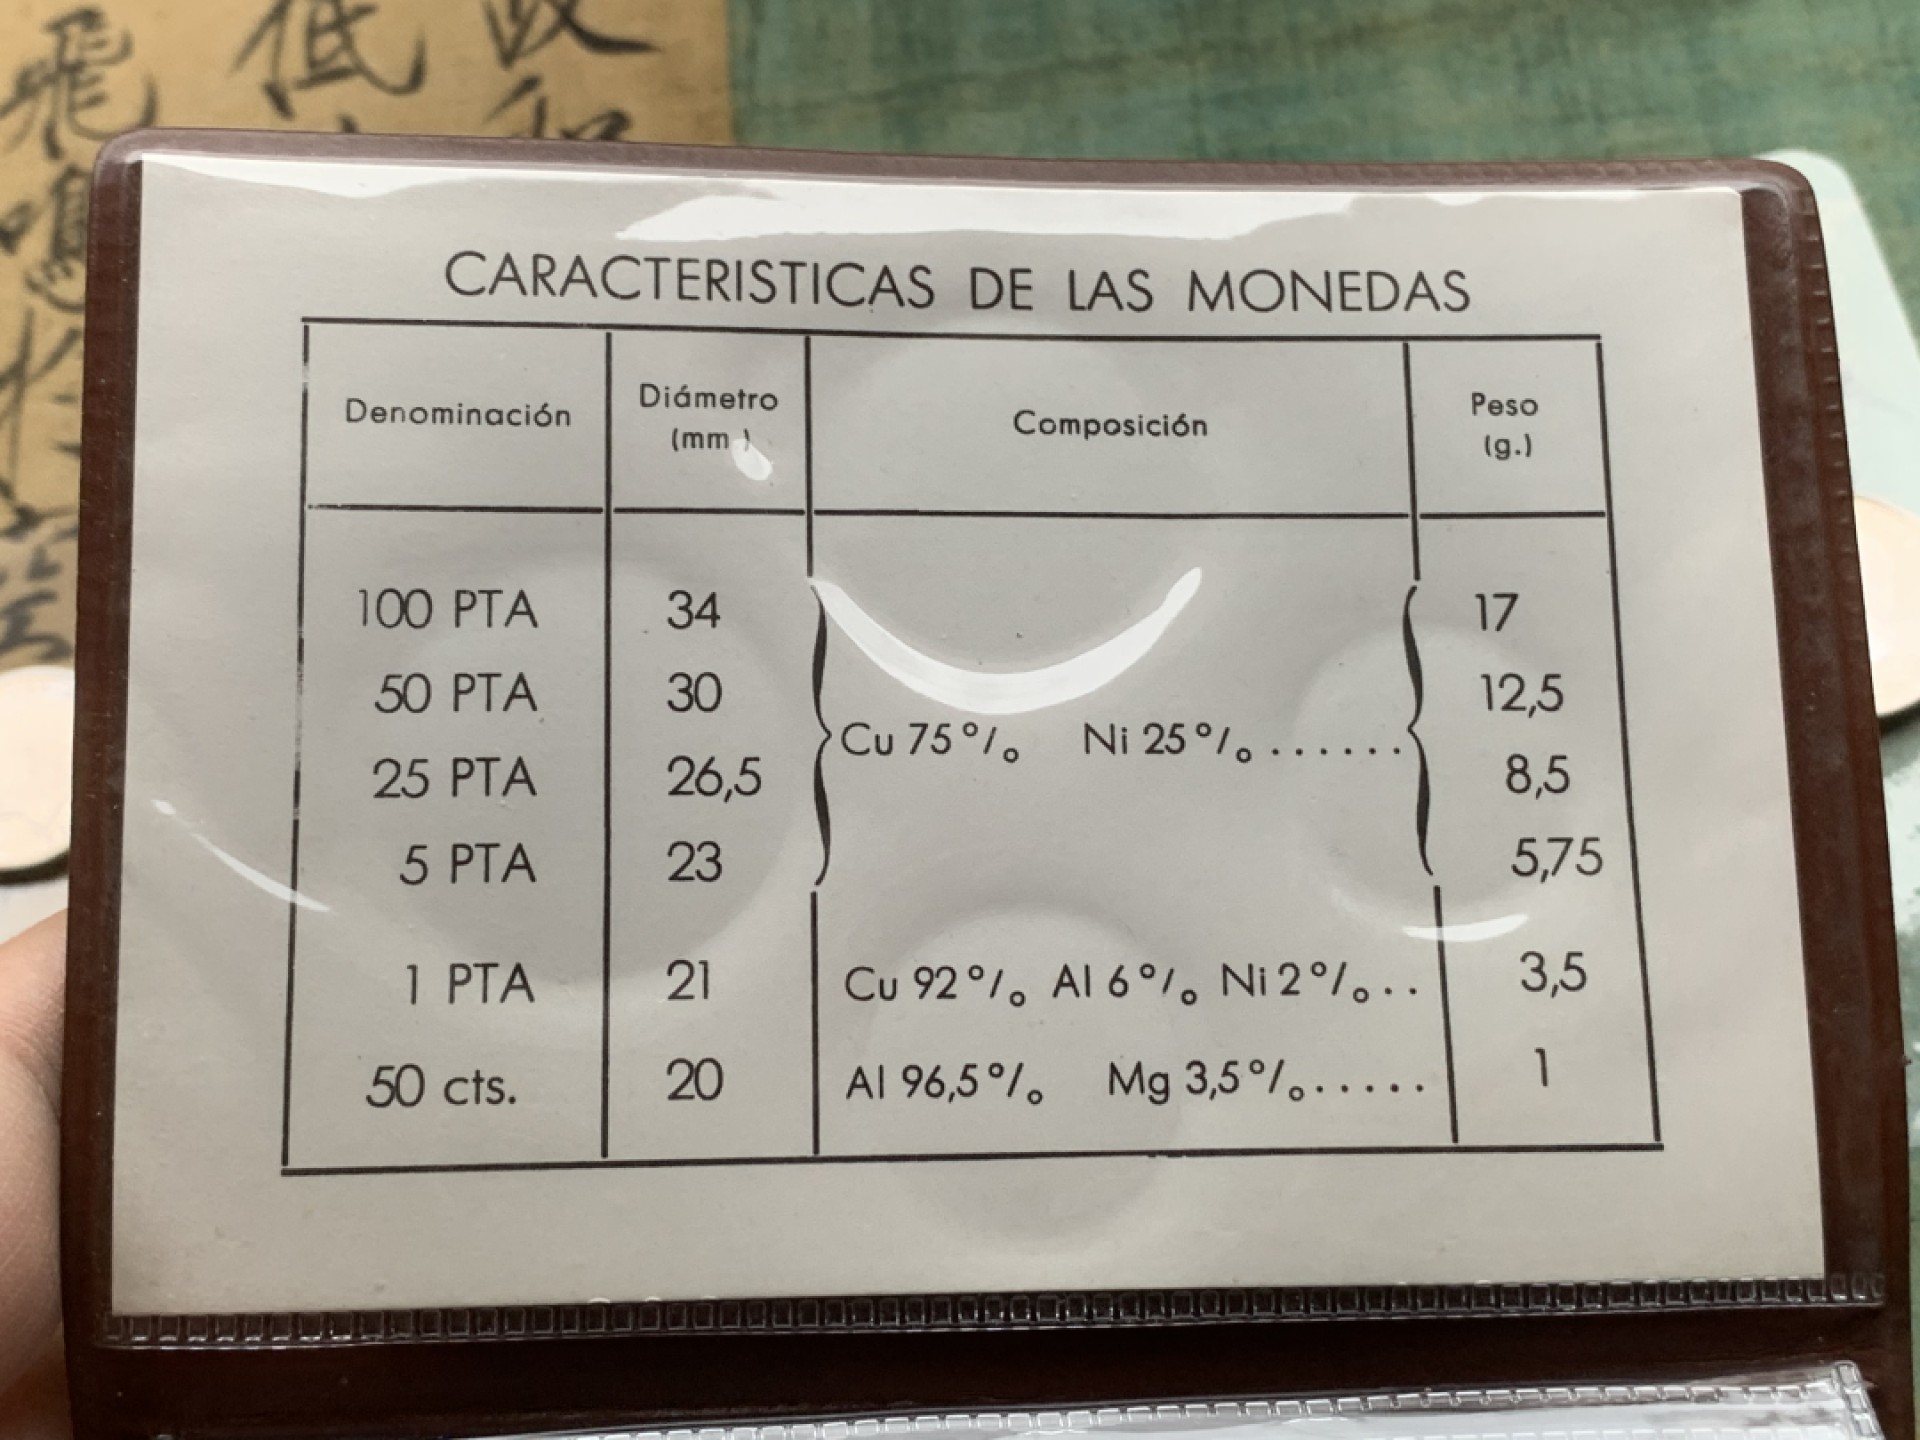 CARACTERISTICAS DE LAS MONEDAS
Denominación Diámetro (mm) Composición Peso (g.)
100 PTA 34 17
50 PTA 30 12,5
Cu 75% Ni 25%......
25 PTA 26,5 8,5
5 PTA 23 5,75
1 PTA 21 Cu 92% Al 6% Ni 2%.. 3,5
50 cts. 20 Al 96,5% Mg 3,5%..... 1